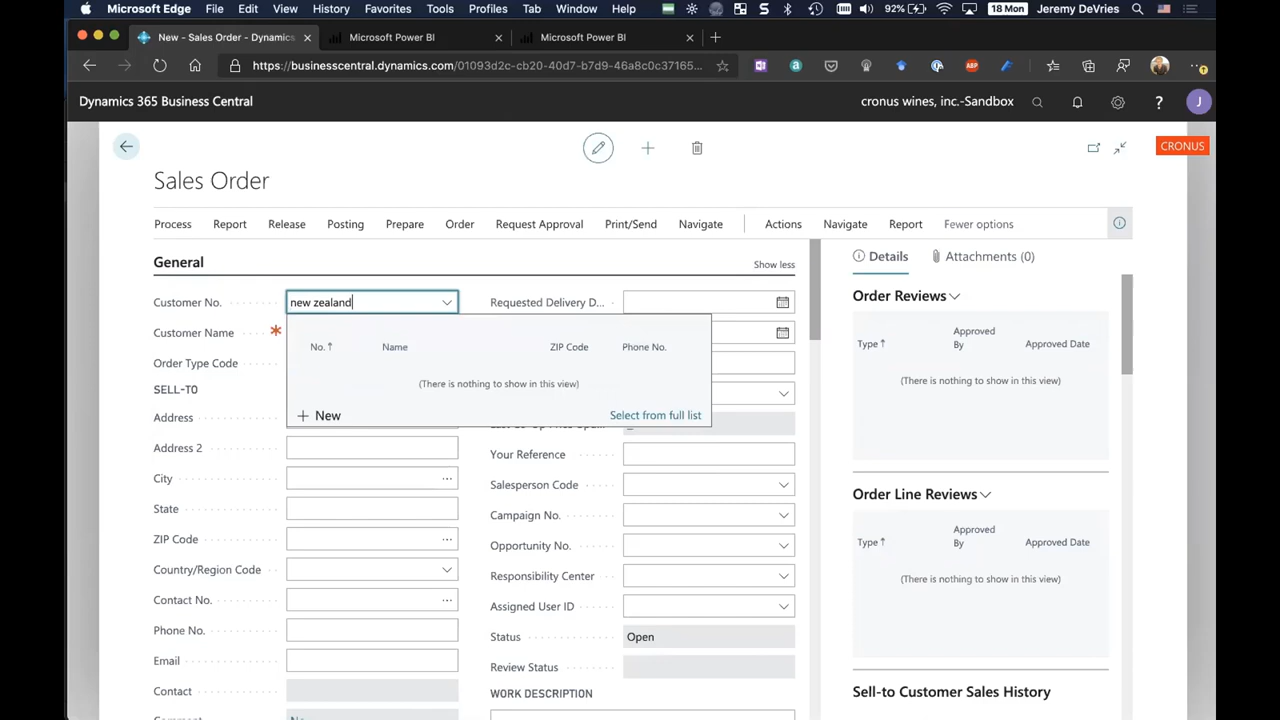 Microsoft Edge File Edit View History Favorites Tools Profiles Tab Window Help 92% 18 Mon Jeremy DeVries
New - Sales Order - Dynamics Microsoft Power BI Microsoft Power BI
https://businesscentral.dynamics.com/01093d2c-cb20-40d7-b7d9-46a8c0c37165...
Dynamics 365 Business Central cronus wines, inc.-Sandbox ? J
CRONUS
Sales Order
Process Report Release Posting Prepare Order Request Approval Print/Send Navigate Actions Navigate Report Fewer options
General Show less
Customer No. new zealand
Customer Name *
Order Type Code
SELL-TO
Address
Address 2
City
State
ZIP Code
Country/Region Code
Contact No.
Phone No.
Email
Contact
No. Name ZIP Code Phone No.
(There is nothing to show in this view)
+ New Select from full list
Requested Delivery D...
Your Reference
Salesperson Code
Campaign No.
Opportunity No.
Responsibility Center
Assigned User ID
Status Open
Review Status
WORK DESCRIPTION
Details Attachments (0)
Order Reviews
Type Approved By Approved Date
(There is nothing to show in this view)
Order Line Reviews
Type Approved By Approved Date
(There is nothing to show in this view)
Sell-to Customer Sales History